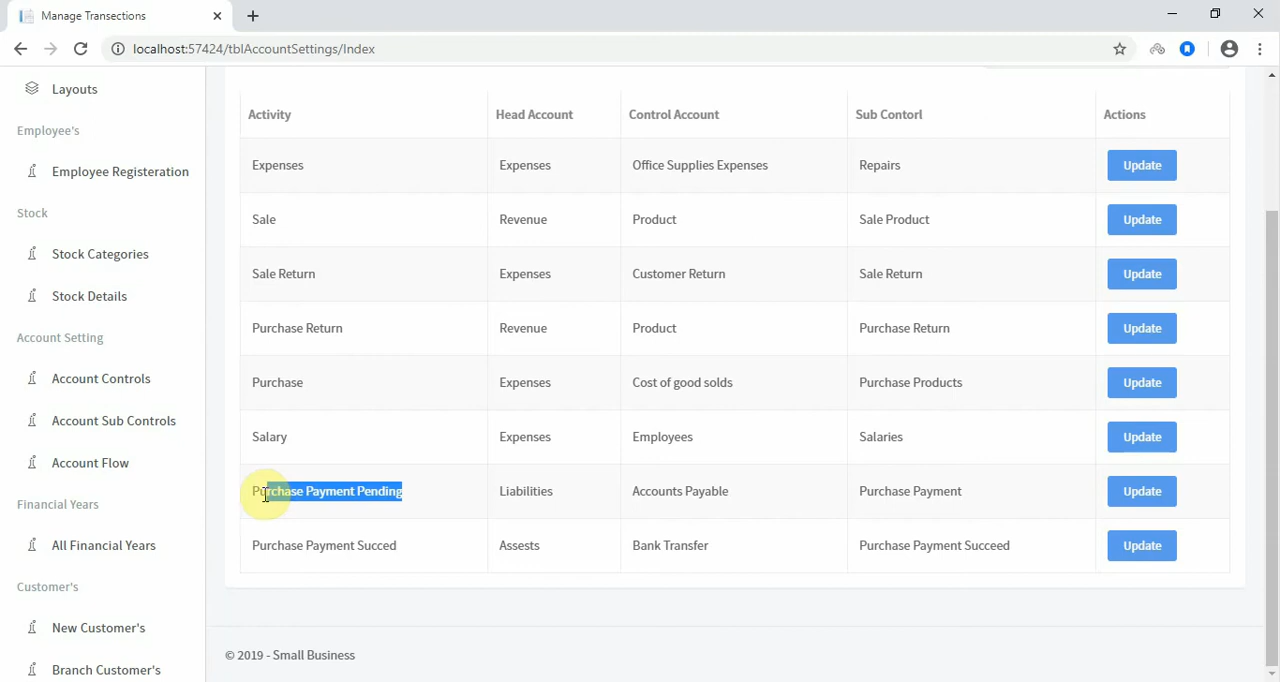 Manage Transections
localhost:57424/tblAccountSettings/Index
Layouts
Employee's
Employee Registeration
Stock
Stock Categories
Stock Details
Account Setting
Account Controls
Account Sub Controls
Account Flow
Financial Years
All Financial Years
Customer's
New Customer's
Branch Customer's
Activity Head Account Control Account Sub Contorl Actions
Expenses Expenses Office Supplies Expenses Repairs Update
Sale Revenue Product Sale Product Update
Sale Return Expenses Customer Return Sale Return Update
Purchase Return Revenue Product Purchase Return Update
Purchase Expenses Cost of good solds Purchase Products Update
Salary Expenses Employees Salaries Update
Purchase Payment Pending Liabilities Accounts Payable Purchase Payment Update
Purchase Payment Succed Assests Bank Transfer Purchase Payment Succeed Update
© 2019 - Small Business